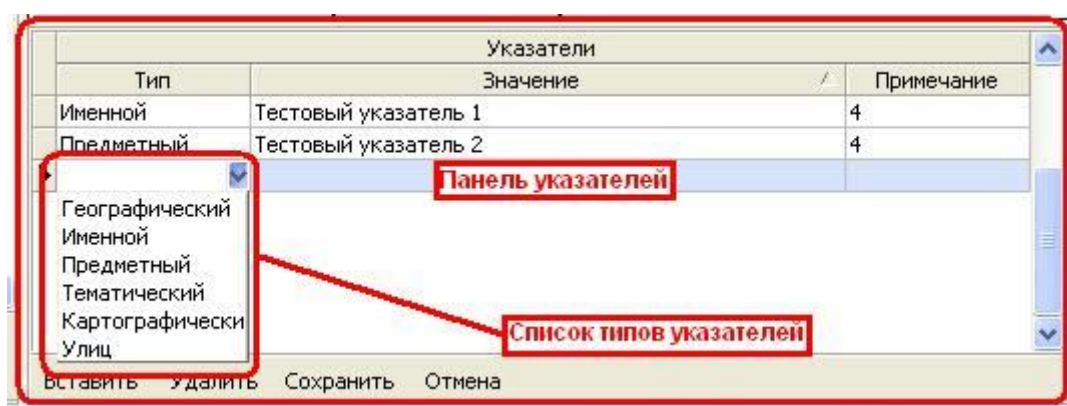 Указатели
Тип Значение Примечание
Именной Тестовый указатель 1 4
Предметный Тестовый указатель 2 4
Панель указателей
Географический
Именной
Предметный
Тематический
Картографически
Список типов указателей
Улиц
Вставить Удалить Сохранить Отмена